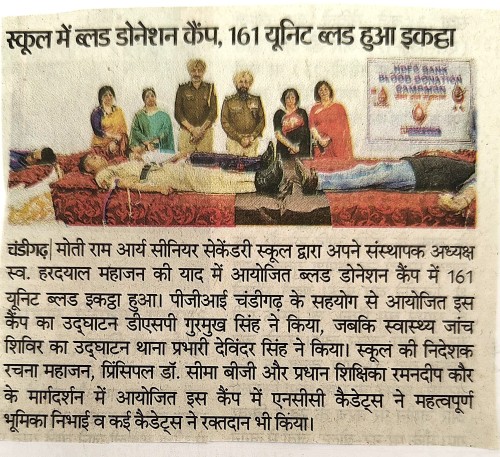 स्कूल में ब्लड डोनेशन कैंप, 161 यूनिट ब्लड हुआ इकट्ठा
HDFC BANK
BLOOD DONATION
CAMPAIGN
चंडीगढ़| मोती राम आर्य सीनियर सेकेंडरी स्कूल द्वारा अपने संस्थापक अध्यक्ष
स्व. हरदयाल महाजन की याद में आयोजित ब्लड डोनेशन कैंप में 161
यूनिट ब्लड इकट्ठा हुआ। पीजीआई चंडीगढ़ के सहयोग से आयोजित इस
कैंप का उद्घाटन डीएसपी गुरमुख सिंह ने किया, जबकि स्वास्थ्य जांच
शिविर का उद्घाटन थाना प्रभारी देविंदर सिंह ने किया। स्कूल की निदेशक
रचना महाजन, प्रिंसिपल डॉ. सीमा बीजी और प्रधान शिक्षिका रमनदीप कौर
के मार्गदर्शन में आयोजित इस कैंप में एनसीसी कैडेट्स ने महत्वपूर्ण
भूमिका निभाई व कई कैडेट्स ने रक्तदान भी किया।